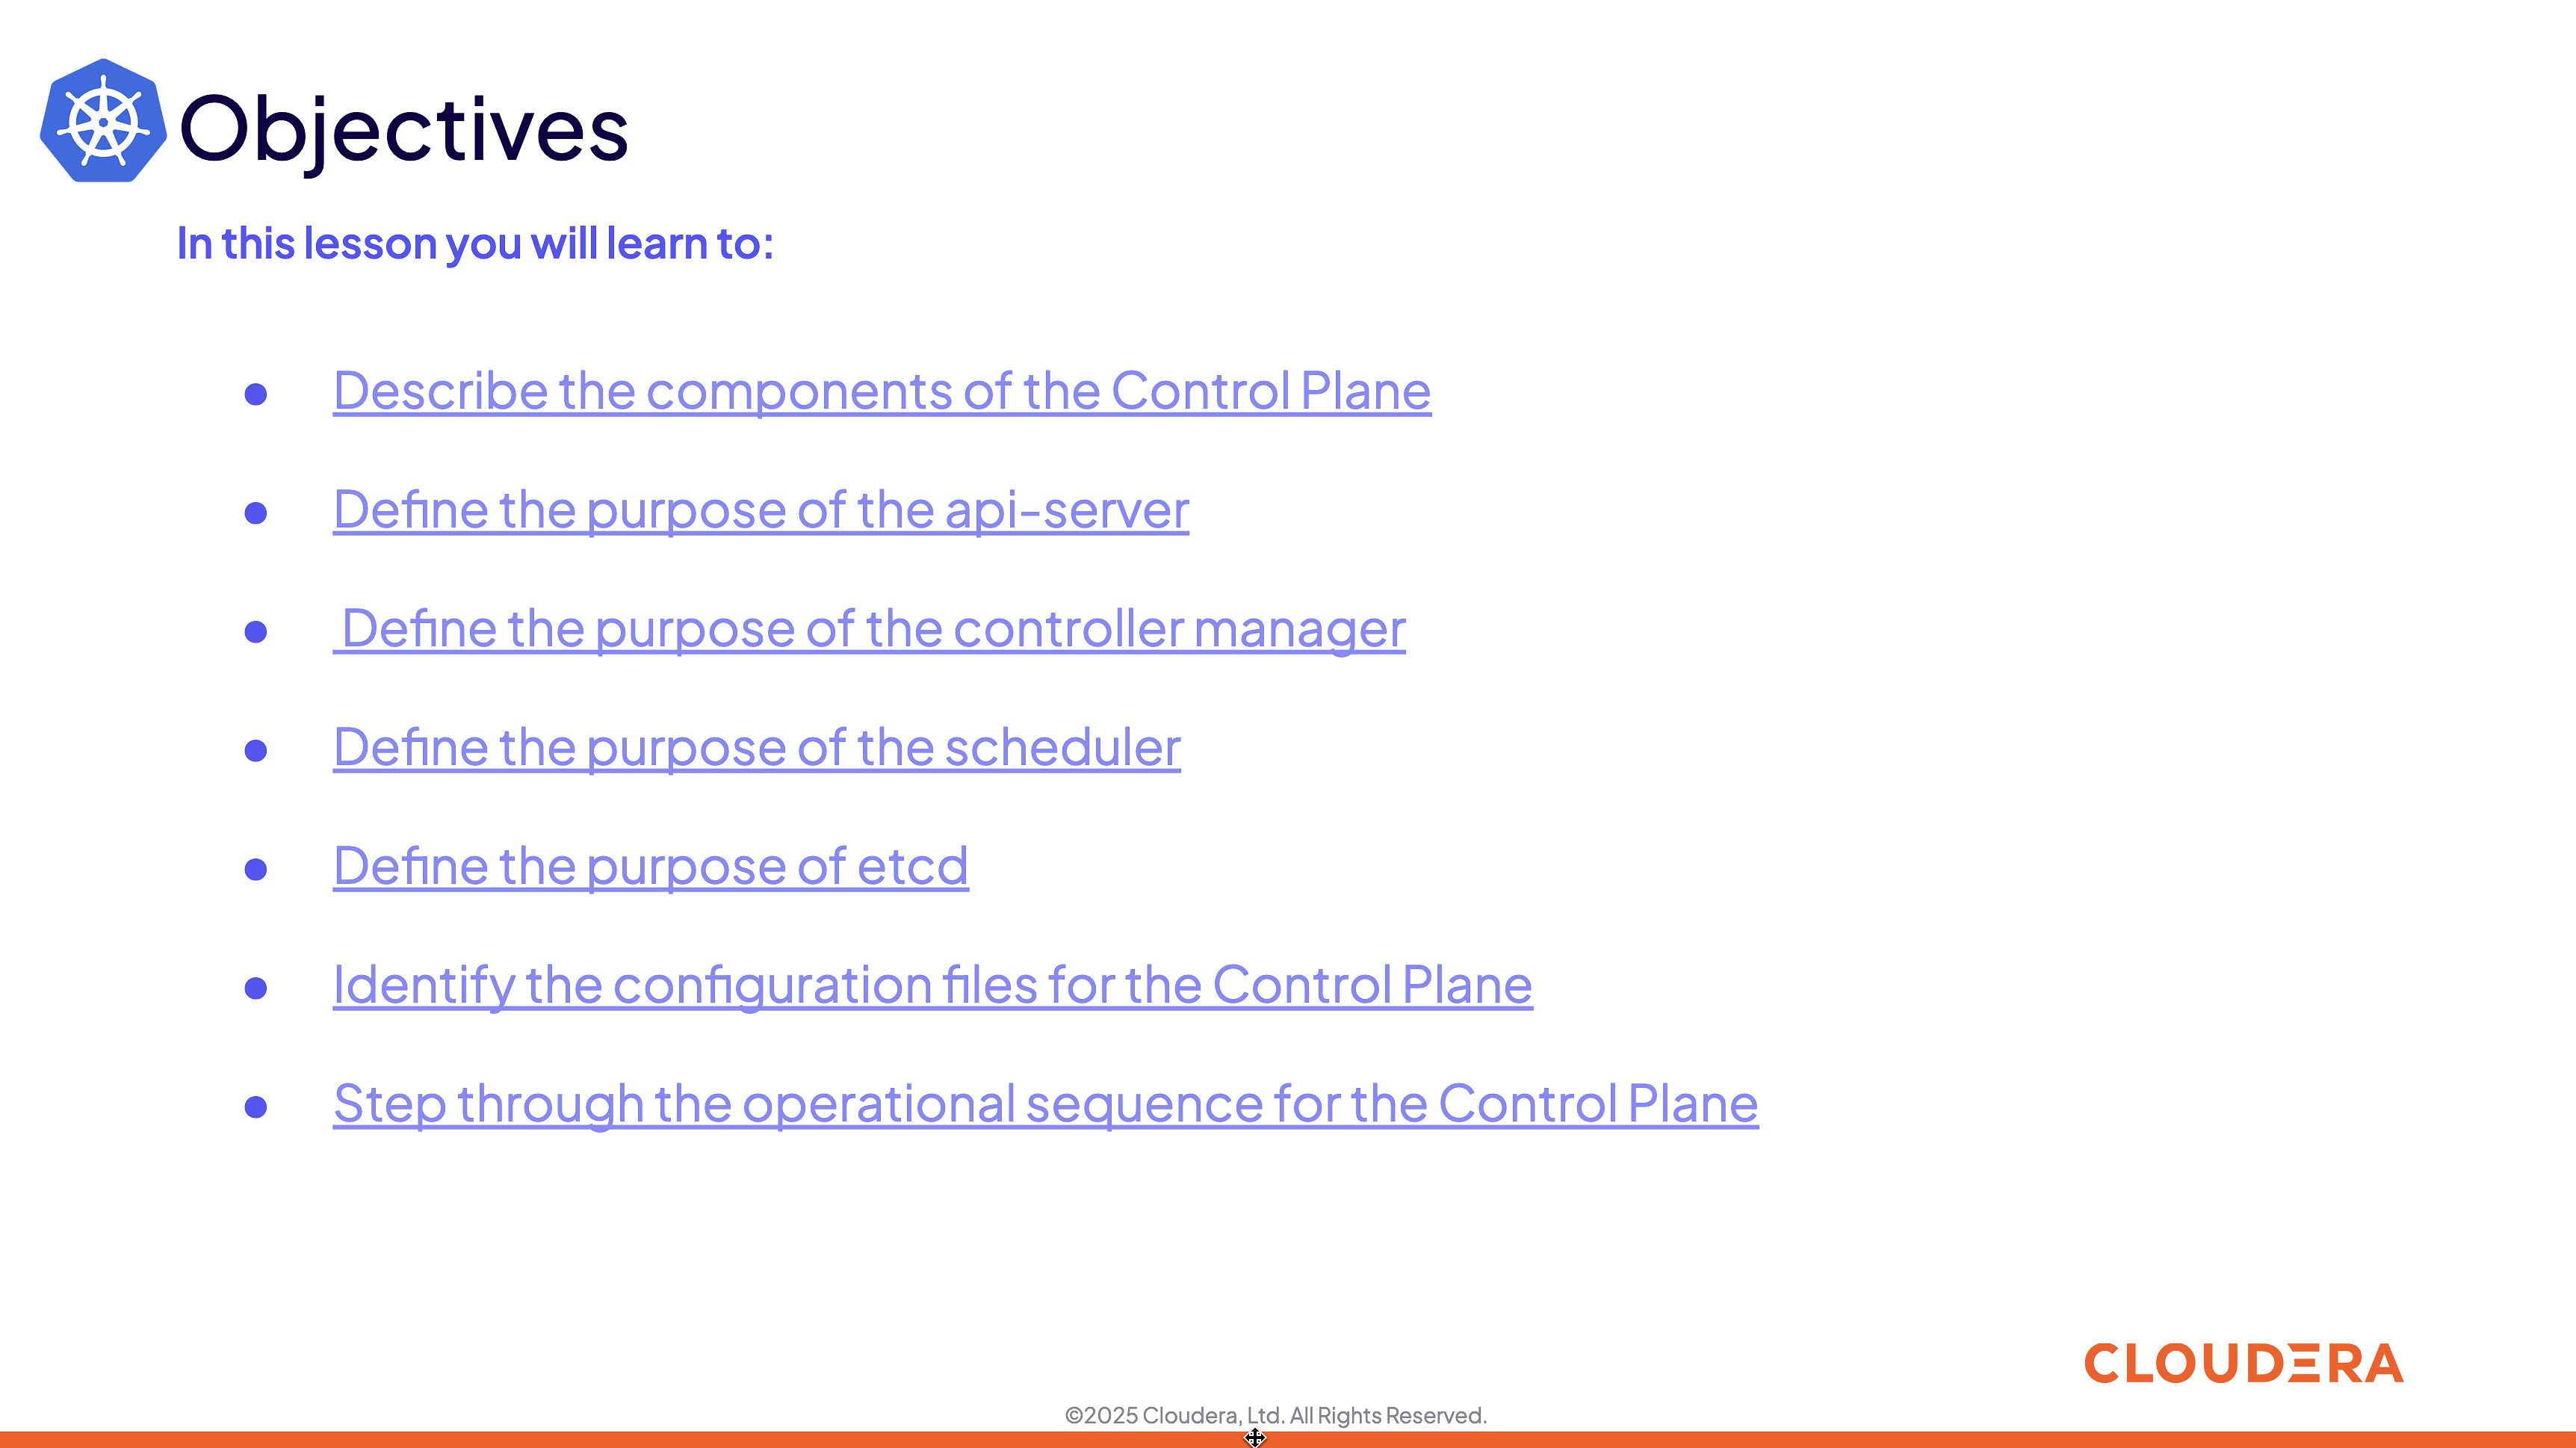 Objectives
In this lesson you will learn to:
● Describe the components of the Control Plane
● Define the purpose of the api-server
● Define the purpose of the controller manager
● Define the purpose of the scheduler
● Define the purpose of etcd
● Identify the configuration files for the Control Plane
● Step through the operational sequence for the Control Plane
CLOUDERA
©2025 Cloudera, Ltd. All Rights Reserved.